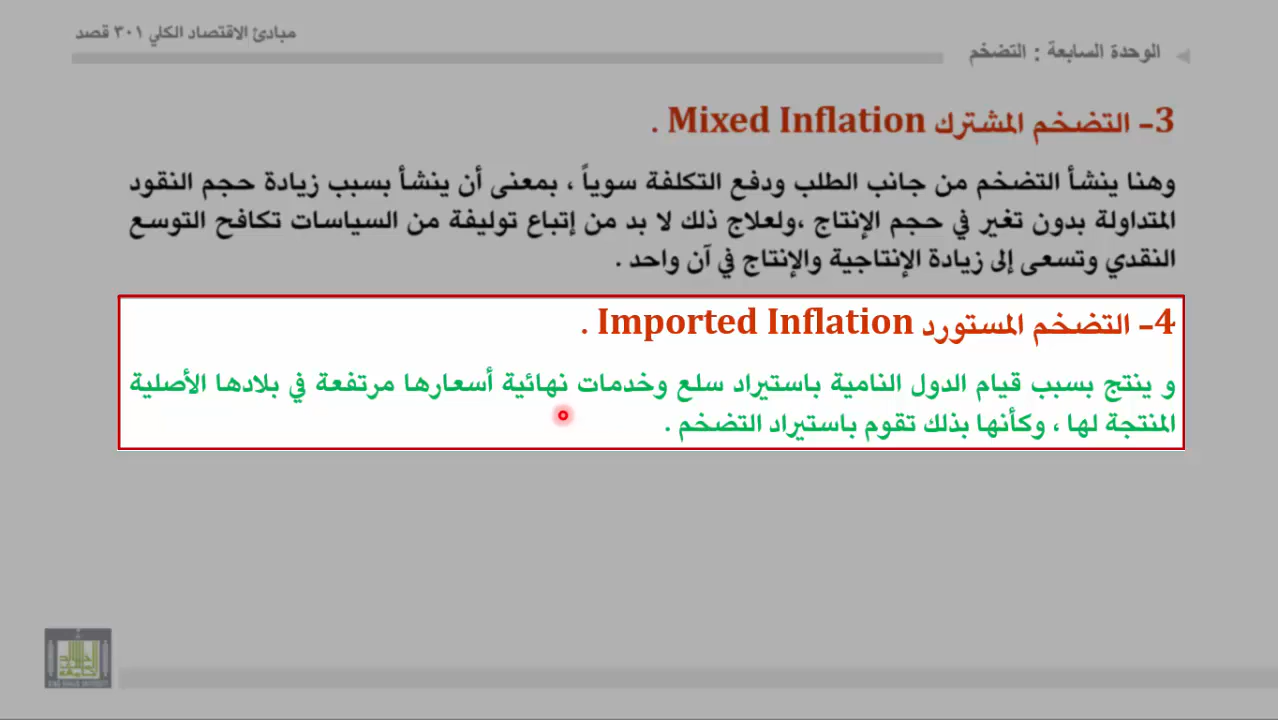 مبادئ الاقتصاد الكلي ٣٠١ قصد
الوحدة السابعة : التضخم
3- التضخم المشترك Mixed Inflation .
وهنا ينشأ التضخم من جانب الطلب ودفع التكلفة سوياً ، بمعنى أن ينشأ بسبب زيادة حجم النقود
المتداولة بدون تغير في حجم الإنتاج ،ولعلاج ذلك لا بد من إتباع توليفة من السياسات تكافح التوسع
النقدي وتسعى إلى زيادة الإنتاجية والإنتاج في آن واحد .
4- التضخم المستورد Imported Inflation .
و ينتج بسبب قيام الدول النامية باستيراد سلع وخدمات نهائية أسعارها مرتفعة في بلادها الأصلية
المنتجة لها ، وكأنها بذلك تقوم باستيراد التضخم .